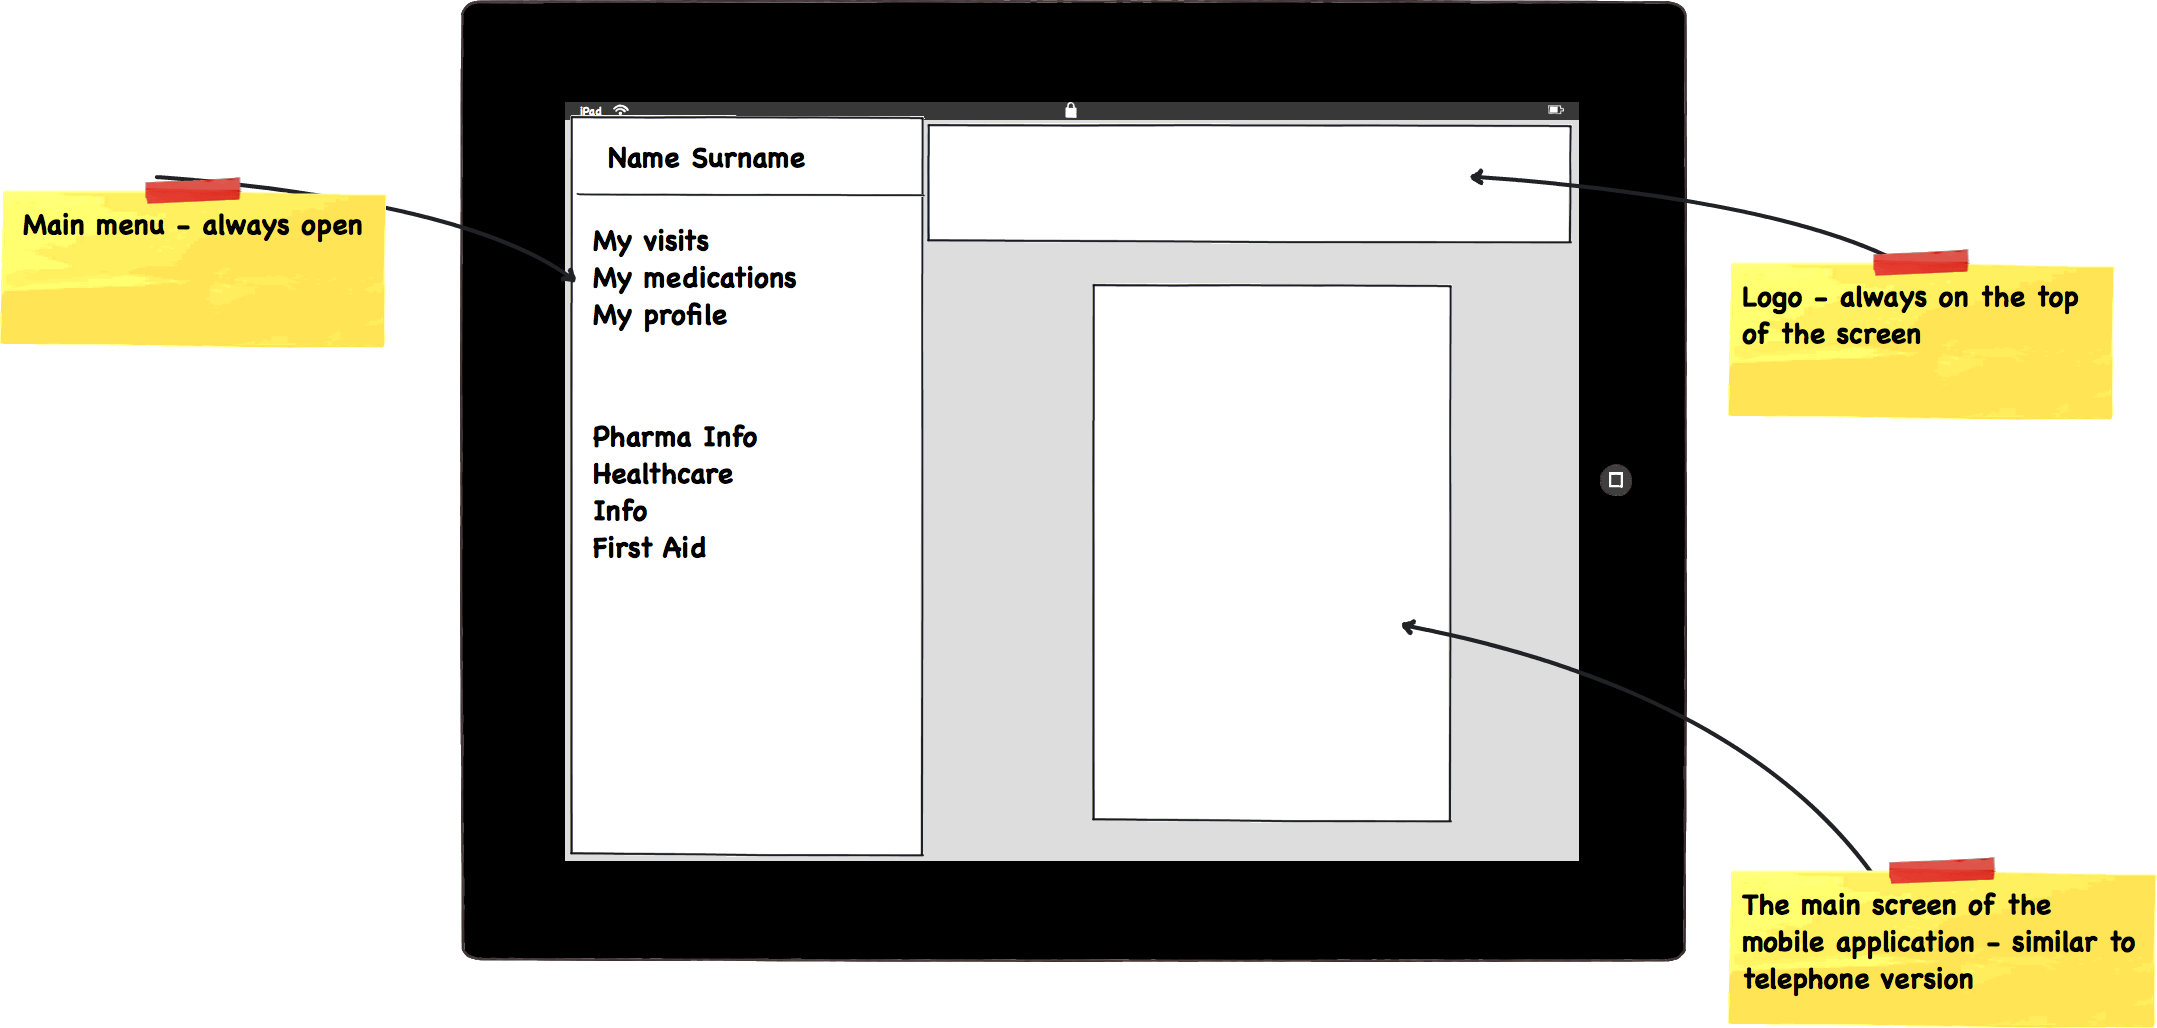 iPad
Name Surname
Main menu - always open
My visits
My medications
My profile
Pharma Info
Healthcare
Info
First Aid
Logo - always on the top
of the screen
The main screen of the
mobile application - similar to
telephone version